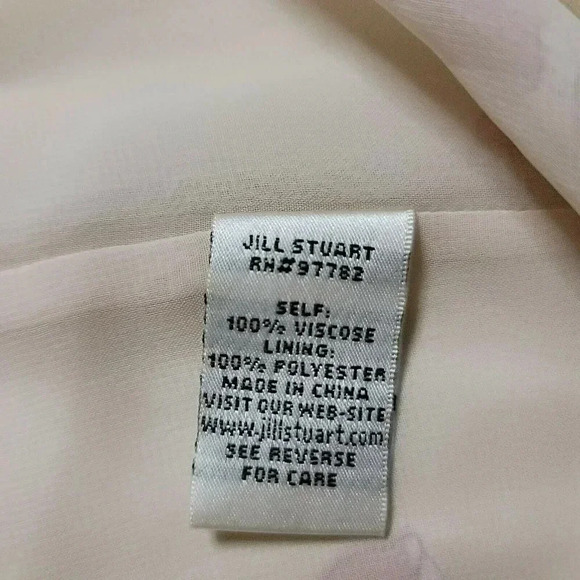 JILL STUART
RN#97782
SELF:
100% VISCOSE
LINING:
100% POLYESTER
MADE IN CHINA
VISIT OUR WEB-SITE
www.jillstuart.com
SEE REVERSE
FOR CARE